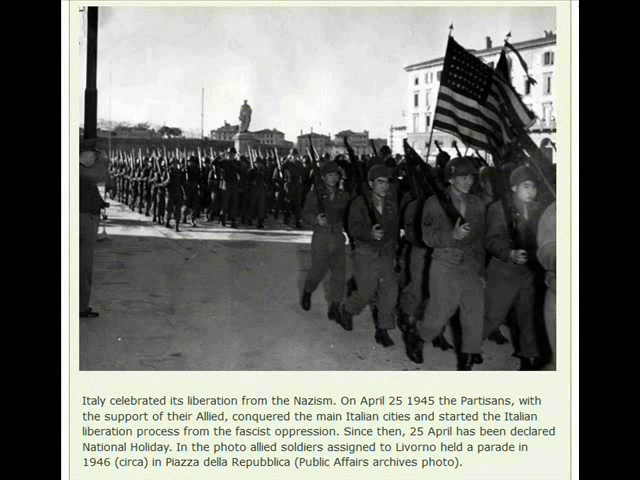 Italy celebrated its liberation from the Nazism. On April 25 1945 the Partisans, with
the support of their Allied, conquered the main Italian cities and started the Italian
liberation process from the fascist oppression. Since then, 25 April has been declared
National Holiday. In the photo allied soldiers assigned to Livorno held a parade in
1946 (circa) in Piazza della Repubblica (Public Affairs archives photo).